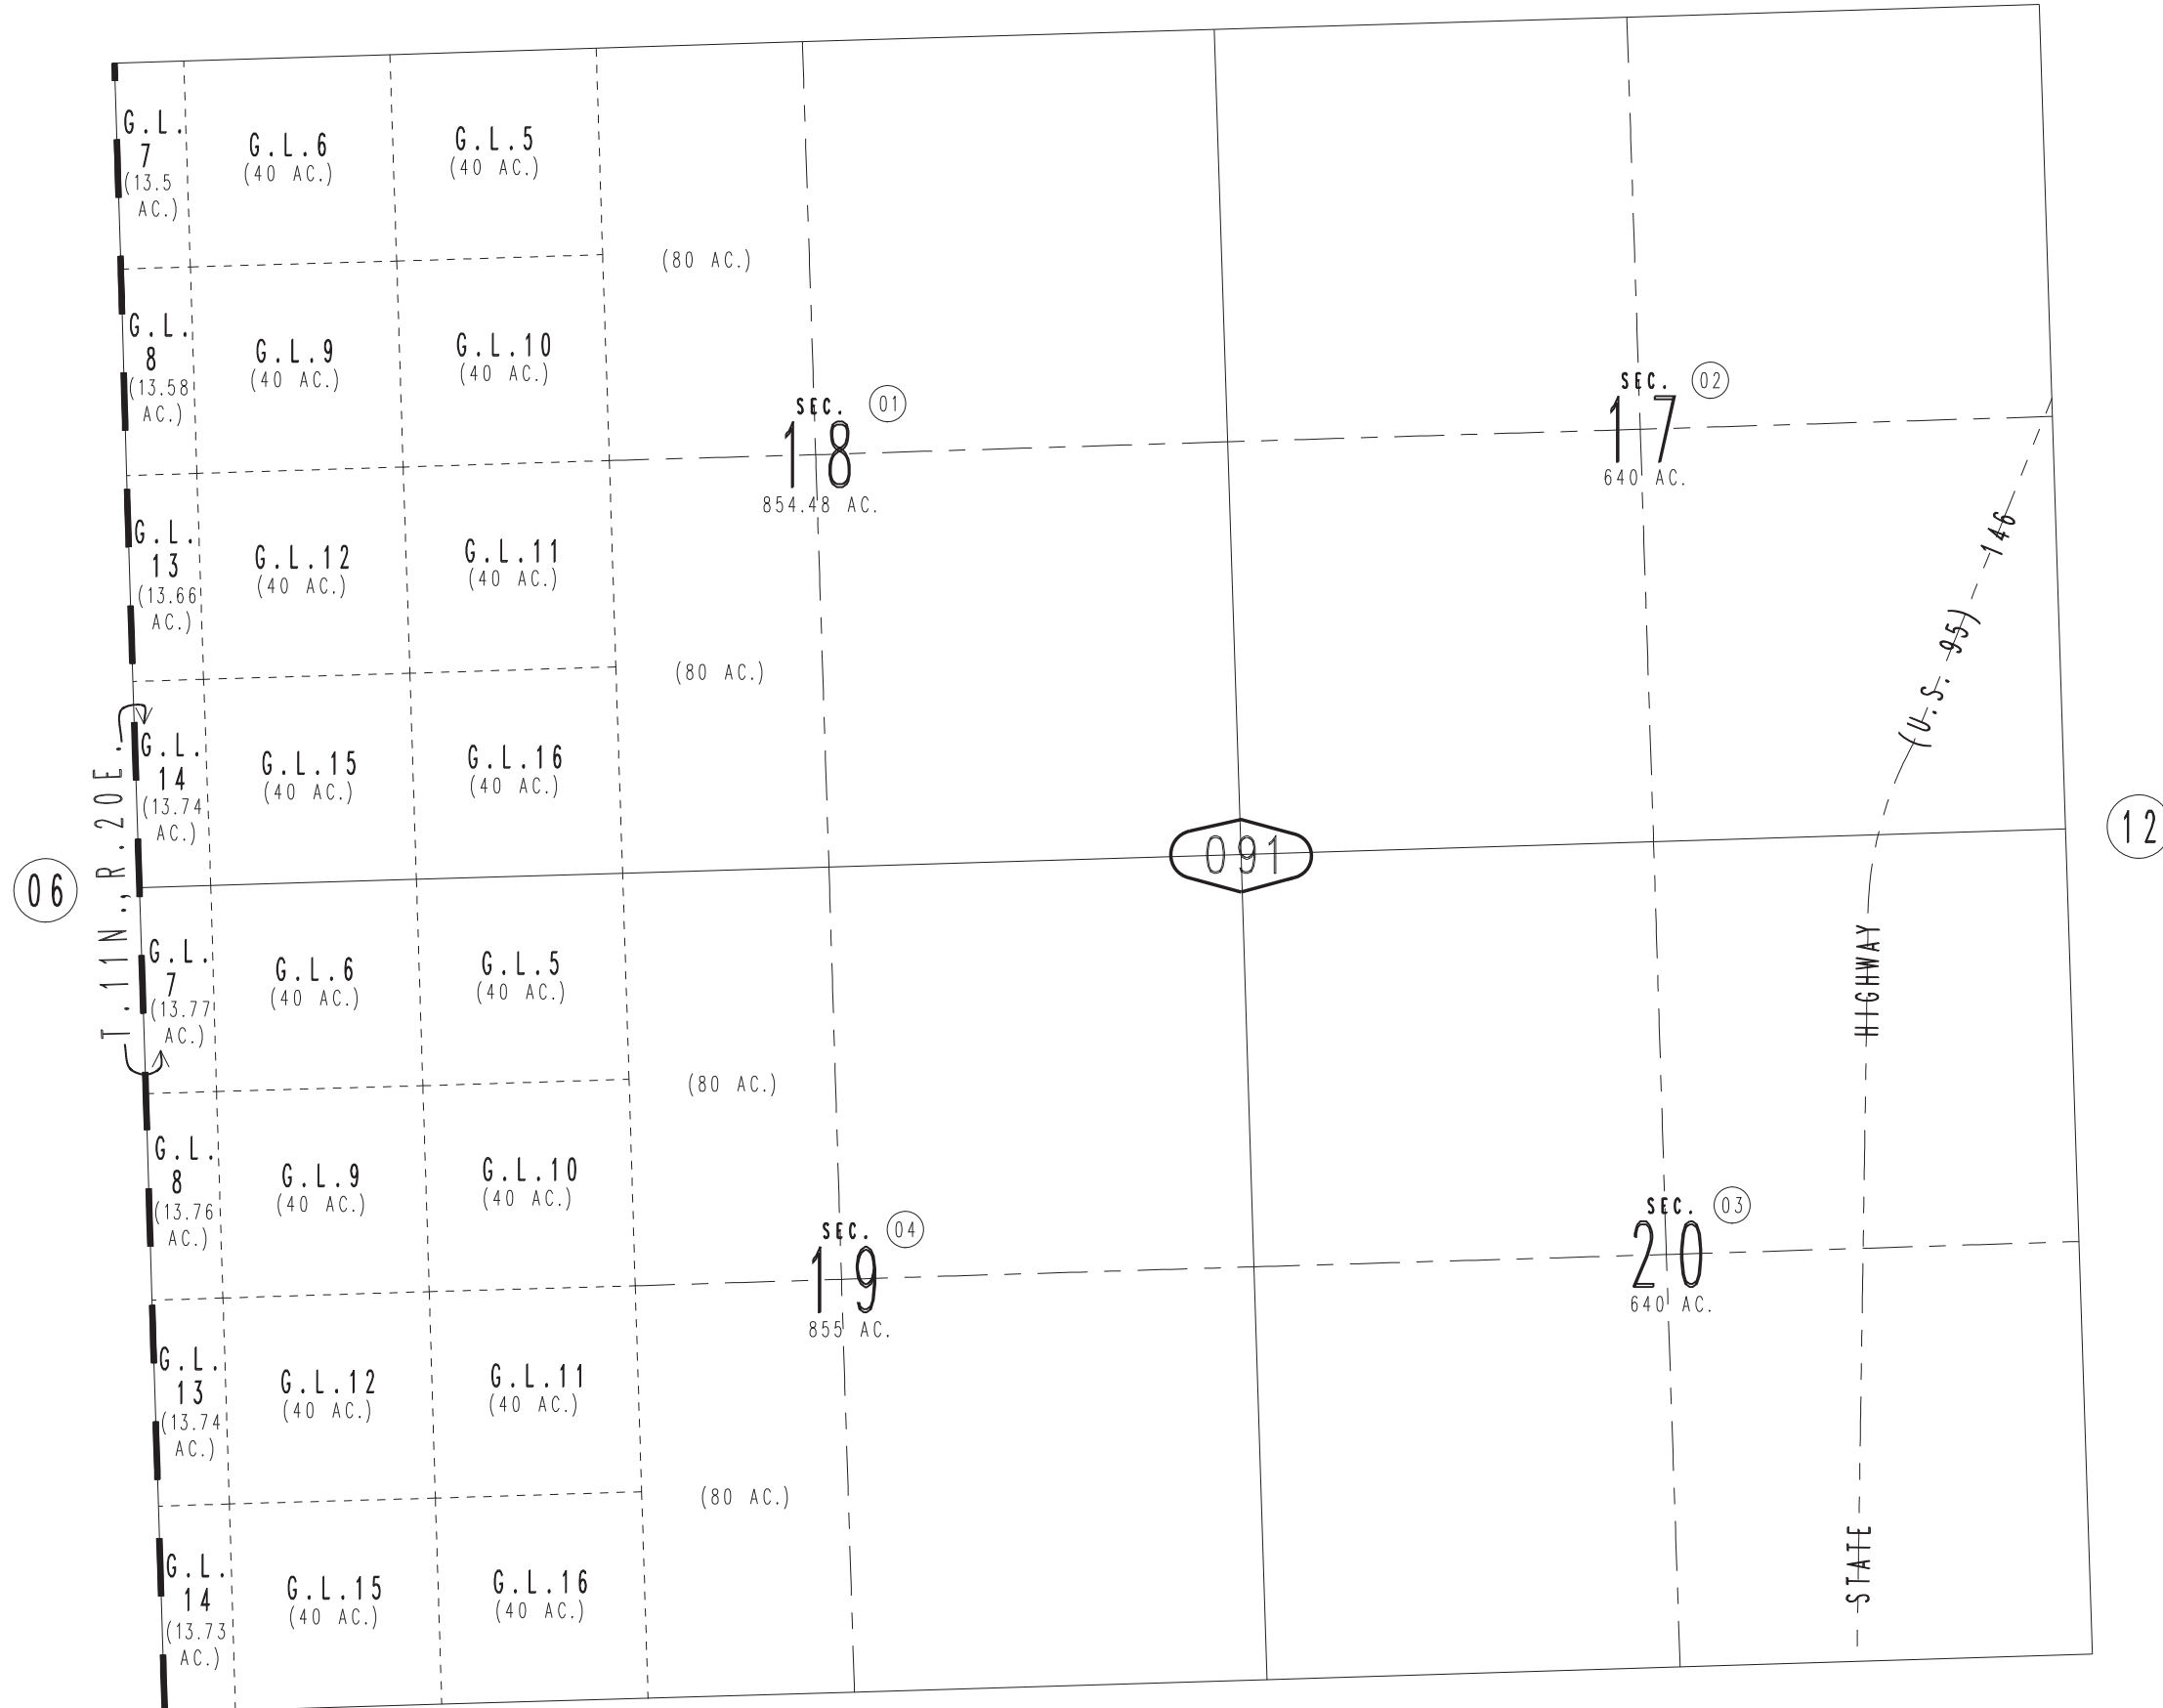 G.L.
7
(13.5
AC.)
G.L.6
(40 AC.)
G.L.5
(40 AC.)
(80 AC.)
G.L.
8
(13.58
AC.)
G.L.9
(40 AC.)
G.L.10
(40 AC.)
SEC. 01
18
854.48 AC.
SEC. 02
17
640 AC.
G.L.
13
(13.66
AC.)
G.L.12
(40 AC.)
G.L.11
(40 AC.)
(80 AC.)
G.L.
14
(13.74
AC.)
G.L.15
(40 AC.)
G.L.16
(40 AC.)
T.11N.,R.20E.
06
091
12
STATE HIGHWAY (U.S. 95) 146
G.L.
7
(13.77
AC.)
G.L.6
(40 AC.)
G.L.5
(40 AC.)
(80 AC.)
G.L.
8
(13.76
AC.)
G.L.9
(40 AC.)
G.L.10
(40 AC.)
SEC. 04
19
855 AC.
SEC. 03
20
640 AC.
G.L.
13
(13.74
AC.)
G.L.12
(40 AC.)
G.L.11
(40 AC.)
(80 AC.)
G.L.
14
(13.73
AC.)
G.L.15
(40 AC.)
G.L.16
(40 AC.)